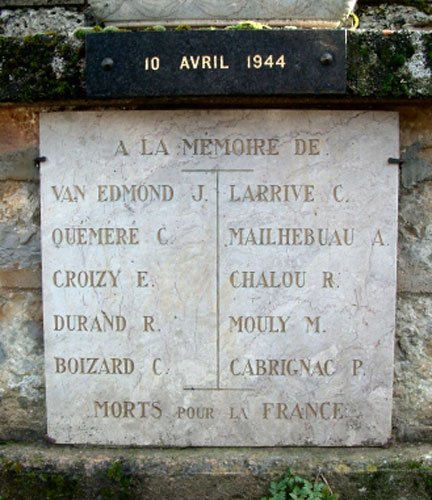 10 AVRIL 1944
A LA MEMOIRE DE
VAN EDMOND J. LARRIVE C.
QUEMERÉ C. MAILHEBUAU A.
CROIZY E. CHALOU R.
DURAND R. MOULY M.
BOIZARD C. CABRIGNAC P.
MORTS POUR LA FRANCE